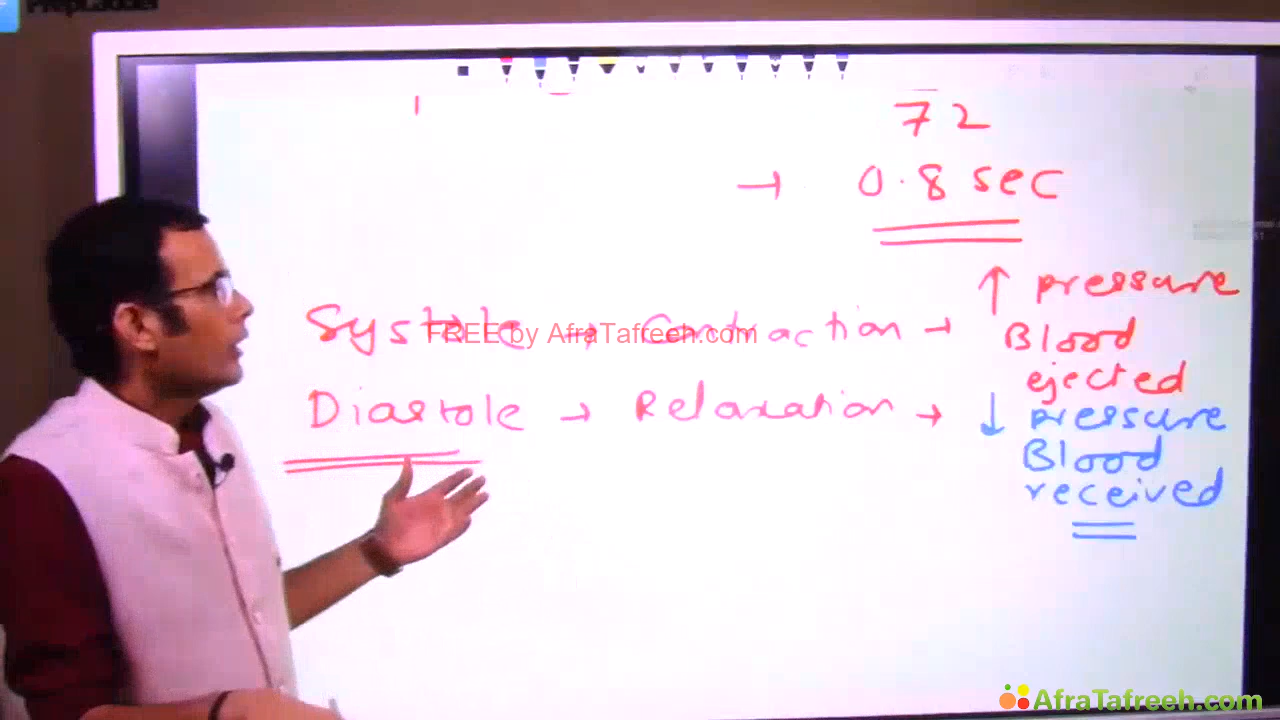 72
→ 0.8 sec
Systole → Contraction → ↑ pressure
Blood
ejected
Diastole → Relaxation → ↓ pressure
Blood
received
FREE by AfraTafreeh.com
AfraTafreeh.com